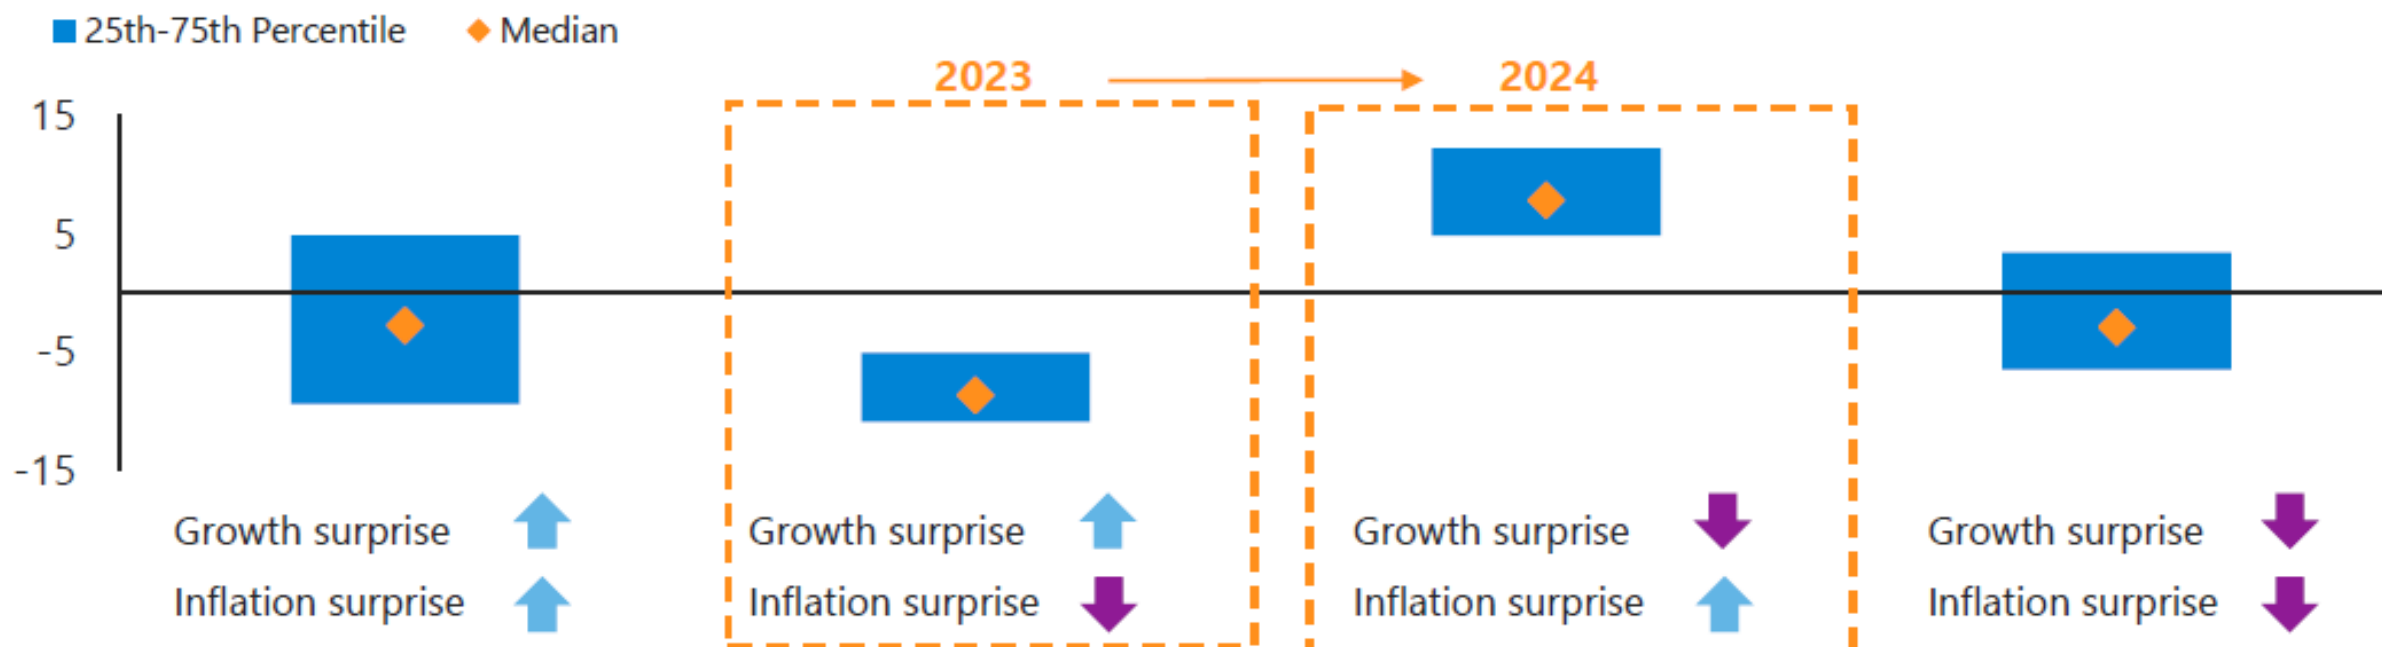 25th-75th Percentile Median
2023 2024
15
5
-5
-15
Growth surprise Growth surprise Growth surprise Growth surprise
Inflation surprise Inflation surprise Inflation surprise Inflation surprise